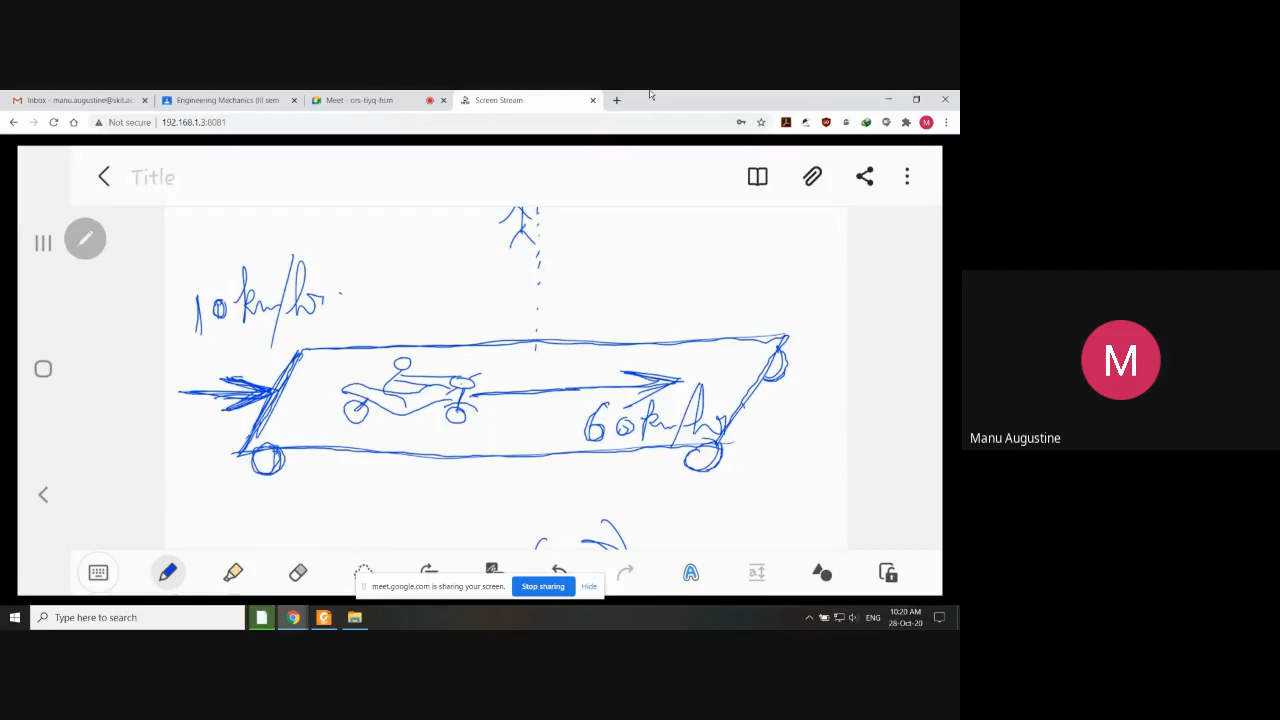 Inbox - manu.augustine@skit.ac.
Engineering Mechanics (III sem
Meet - ors-tiyq-hsm
Screen Stream
Not secure | 192.168.1.3:8081
Title
10 km/hr
60 km/hr
M
Manu Augustine
meet.google.com is sharing your screen.
Stop sharing
Hide
Type here to search
ENG
10:20 AM
28-Oct-20